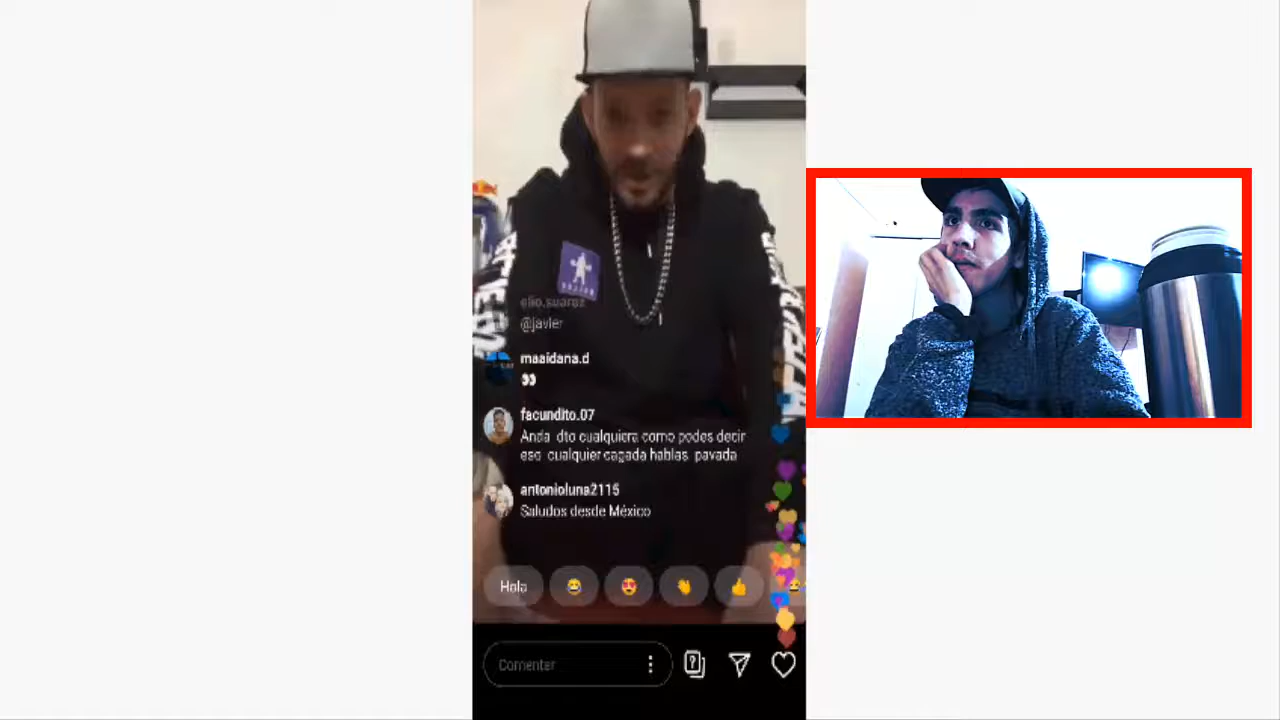 elio.suarez
@javier
maaidana.d
facundito.07
Anda dto cualquiera como podes decir
eso cualquier cagada hablas pavada
antonioluna2115
Saludos desde México
Hola
Comentar